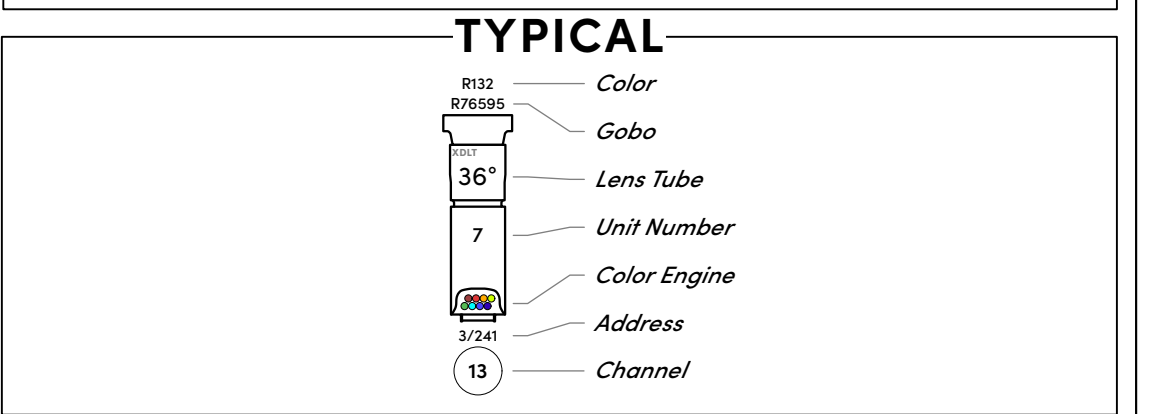 TYPICAL
R132 Color
R76595 Gobo
XDLT
36° Lens Tube
7 Unit Number
Color Engine
3/241 Address
13 Channel